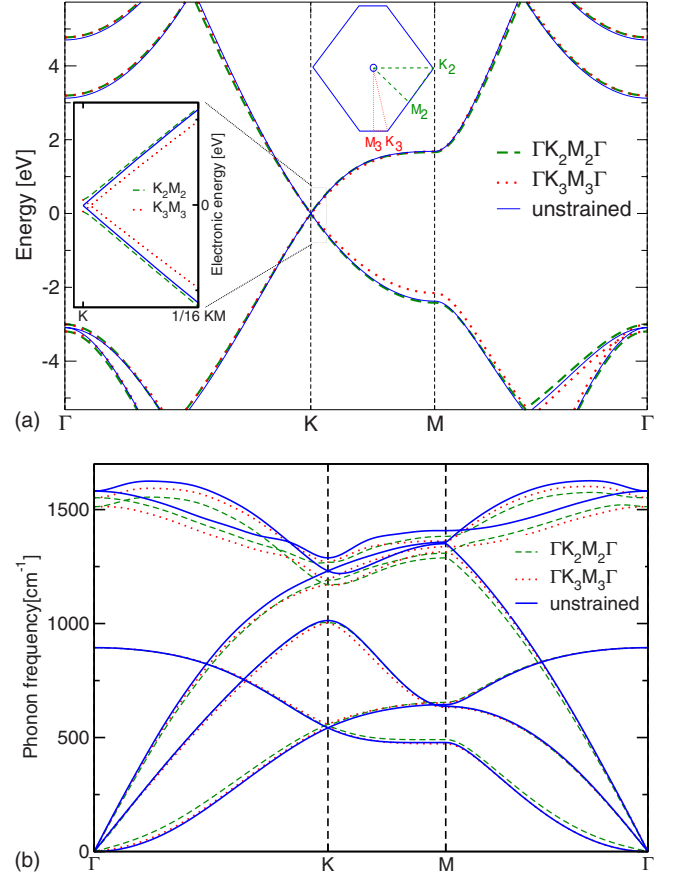 4
2
0
-2
-4
Energy [eV]
K₂
M₂
M₃
K₃
K₂M₂
K₃M₃
0
Electronic energy [eV]
K
1/16 KM
ΓK₂M₂Γ
ΓK₃M₃Γ
unstrained
(a)
Γ
K
M
Γ
1500
1000
500
0
Phonon frequency[cm⁻¹]
ΓK₂M₂Γ
ΓK₃M₃Γ
unstrained
(b)
Γ
K
M
Γ